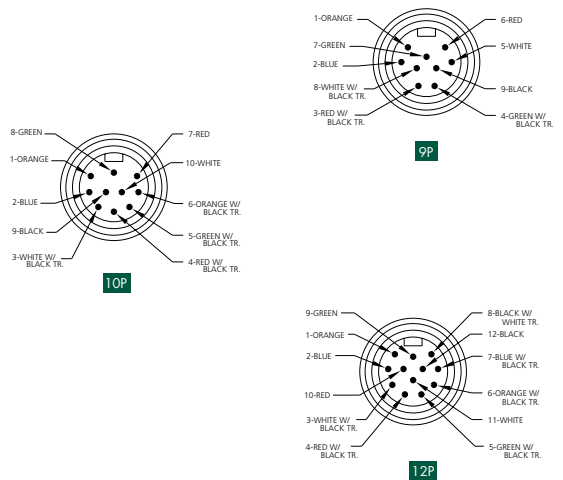 1-ORANGE
6-RED
7-GREEN
5-WHITE
2-BLUE
8-WHITE W/
BLACK TR.
9-BLACK
3-RED W/
BLACK TR.
4-GREEN W/
BLACK TR.
9P
8-GREEN
7-RED
1-ORANGE
10-WHITE
2-BLUE
6-ORANGE W/
BLACK TR.
9-BLACK
5-GREEN W/
BLACK TR.
3-WHITE W/
BLACK TR.
4-RED W/
BLACK TR.
10P
9-GREEN
8-BLACK W/
WHITE TR.
1-ORANGE
12-BLACK
2-BLUE
7-BLUE W/
BLACK TR.
10-RED
6-ORANGE W/
BLACK TR.
3-WHITE W/
BLACK TR.
11-WHITE
4-RED W/
BLACK TR.
5-GREEN W/
BLACK TR.
12P